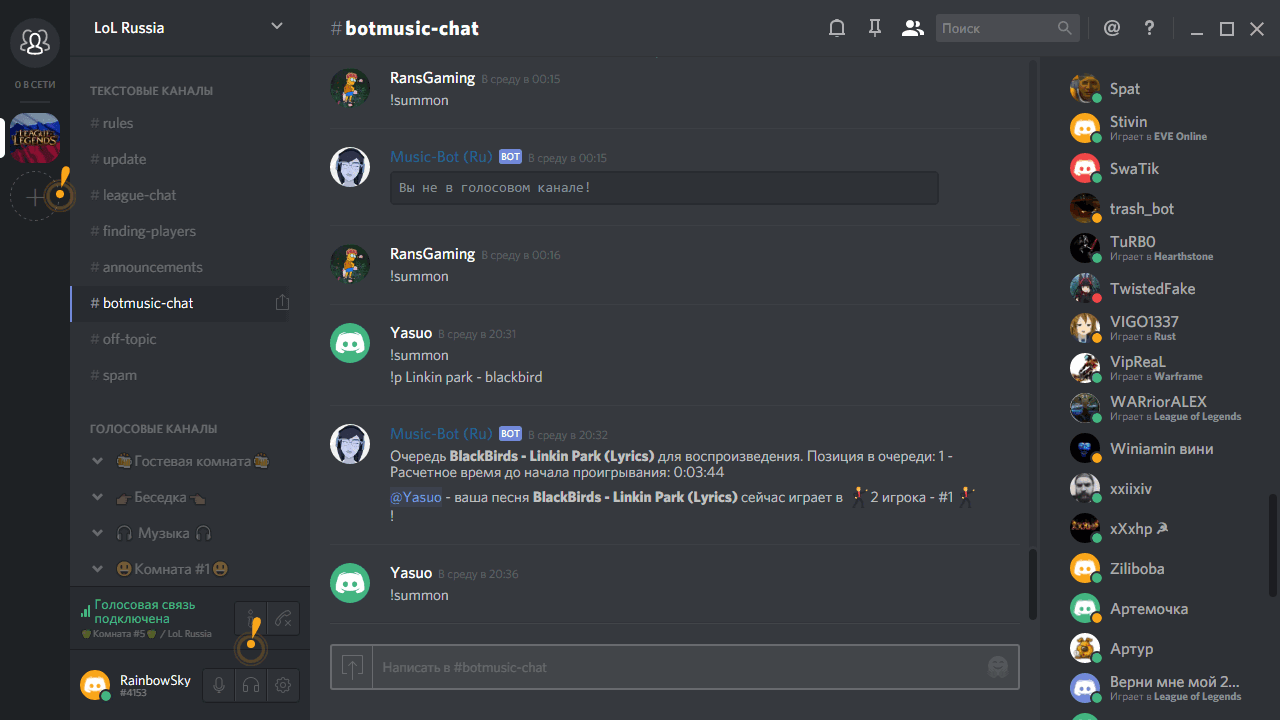 LoL Russia
#botmusic-chat
Поиск
0 В СЕТИ
LEAGUE OF LEGENDS
ТЕКСТОВЫЕ КАНАЛЫ
# rules
# update
# league-chat
# finding-players
# announcements
# botmusic-chat
# off-topic
# spam
ГОЛОСОВЫЕ КАНАЛЫ
Гостевая комната
Беседка
Музыка
Комната #1
Голосовая связь
подключена
Комната #5 / LoL Russia
RainbowSky
#4153
RansGaming В среду в 00:15
!summon
Music-Bot (Ru) BOT В среду в 00:15
Вы не в голосовом канале!
RansGaming В среду в 00:16
!summon
Yasuo В среду в 20:31
!summon
!p Linkin park - blackbird
Music-Bot (Ru) BOT В среду в 20:32
Очередь BlackBirds - Linkin Park (Lyrics) для воспроизведения. Позиция в очереди: 1 -
Расчетное время до начала проигрывания: 0:03:44
@Yasuo - ваша песня BlackBirds - Linkin Park (Lyrics) сейчас играет в 2 игрока - #1
!
Yasuo В среду в 20:36
!summon
Написать в #botmusic-chat
Spat
Stivin
Играет в EVE Online
SwaTik
trash_bot
TuRB0
Играет в Hearthstone
TwistedFake
VIGO1337
Играет в Rust
VipReaL
Играет в Warframe
WARriorALEX
Играет в League of Legends
Winiamin вини
xxiixiv
xXxhp
Ziliboba
Артемочка
Артур
Верни мне мой 2...
Играет в League of Legends